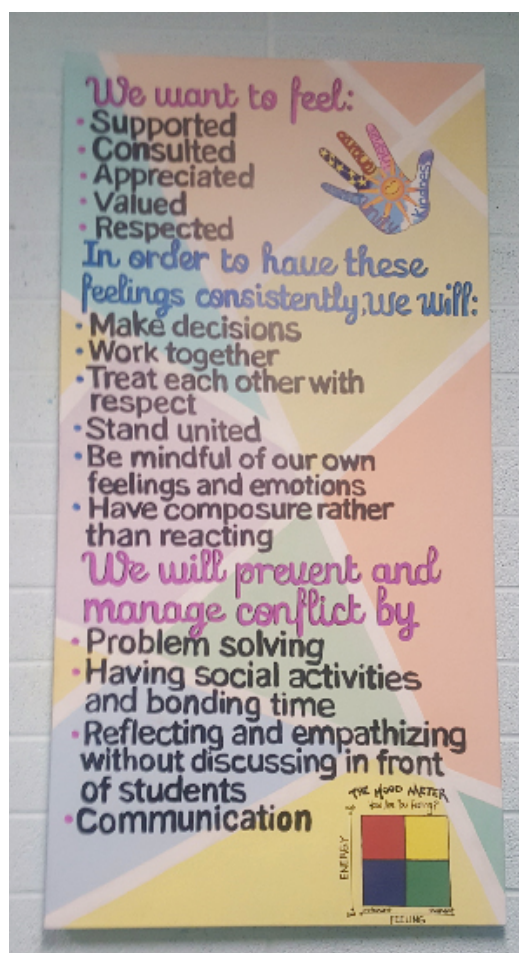 We want to feel:
• Supported
• Consulted
• Appreciated
• Valued
• Respected
kindness
In order to have these
feelings consistently, we will:
• Make decisions
• Work together
• Treat each other with
respect
• Stand united
• Be mindful of our own
feelings and emotions
• Have composure rather
than reacting
We will prevent and
manage conflict by
• Problem solving
• Having social activities
and bonding time
• Reflecting and empathizing
without discussing in front
of students
• Communication
THE MOOD METER
ENERGY
FEELING